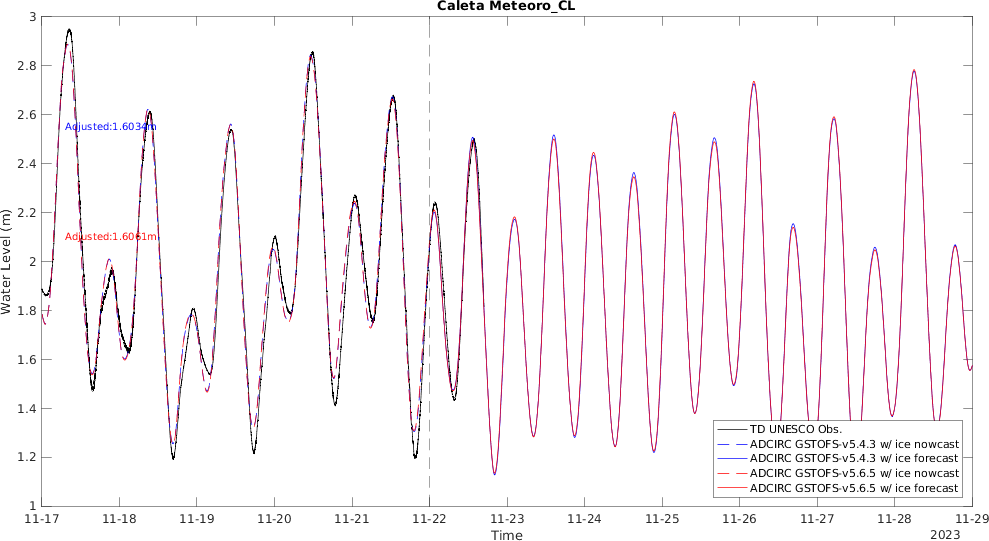 Caleta Meteoro_CL
3
2.8
2.6
2.4
2.2
2
1.8
1.6
1.4
1.2
1
Water Level (m)
Adjusted:1.6034m
Adjusted:1.6061m
TD UNESCO Obs.
ADCIRC GSTOFS-v5.4.3 w/ ice nowcast
ADCIRC GSTOFS-v5.4.3 w/ ice forecast
ADCIRC GSTOFS-v5.6.5 w/ ice nowcast
ADCIRC GSTOFS-v5.6.5 w/ ice forecast
11-17 11-18 11-19 11-20 11-21 11-22 11-23 11-24 11-25 11-26 11-27 11-28 11-29
Time
2023